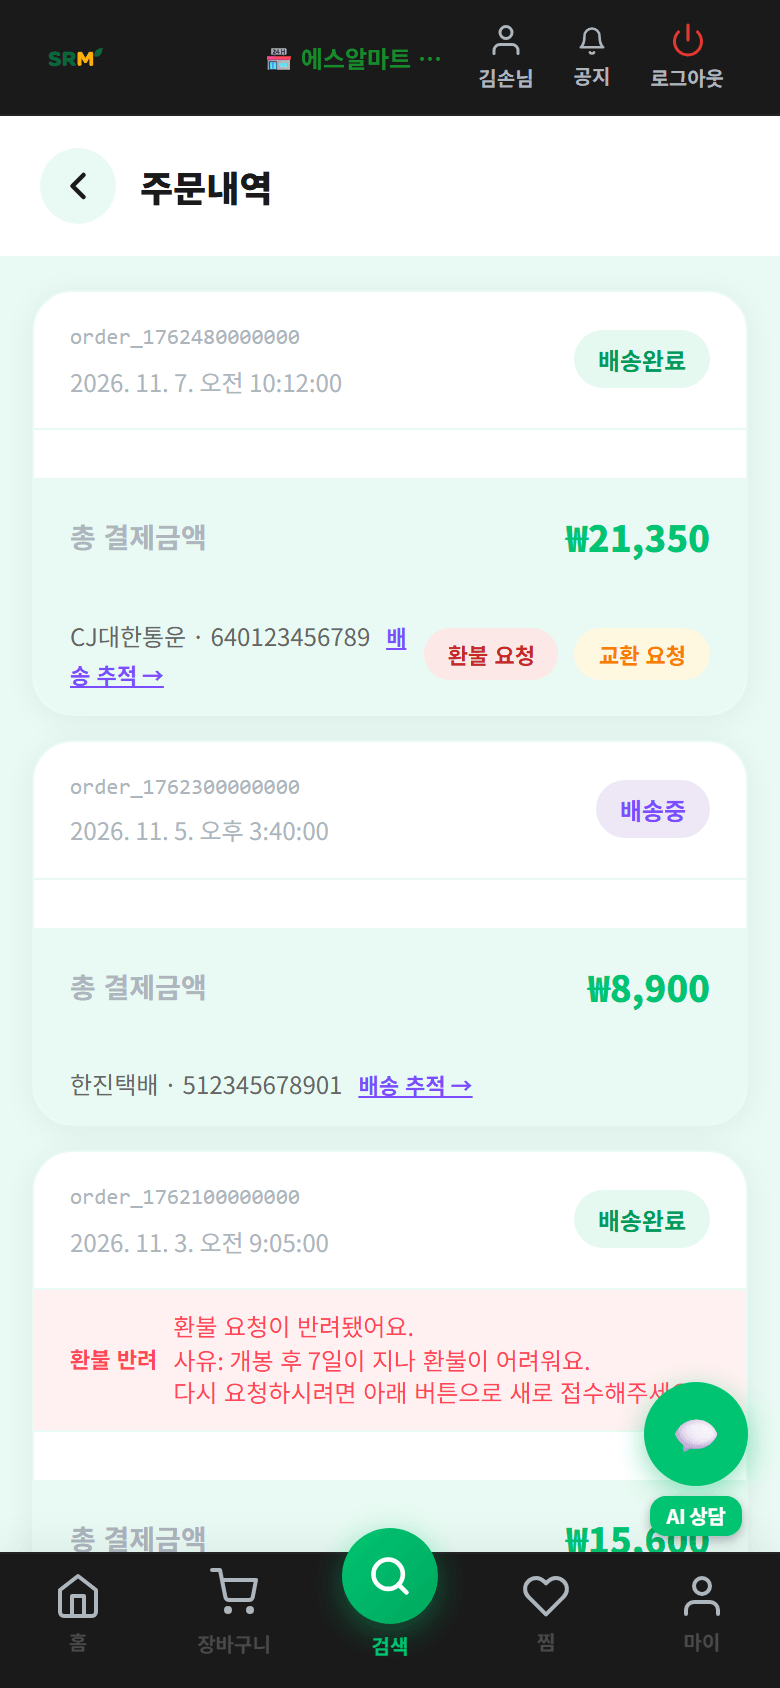 SRM
24H
에스알마트 ···
김손님
공지
로그아웃
주문내역
order_1762480000000
2026. 11. 7. 오전 10:12:00
배송완료
총 결제금액
₩21,350
CJ대한통운 · 640123456789 배
송 추적 →
환불 요청
교환 요청
order_1762300000000
2026. 11. 5. 오후 3:40:00
배송중
총 결제금액
₩8,900
한진택배 · 512345678901 배송 추적 →
order_1762100000000
2026. 11. 3. 오전 9:05:00
배송완료
환불 반려
환불 요청이 반려됐어요.
사유: 개봉 후 7일이 지나 환불이 어려워요.
다시 요청하시려면 아래 버튼으로 새로 접수해주세
AI 상담
총 결제금액
₩15,600
홈
장바구니
검색
찜
마이